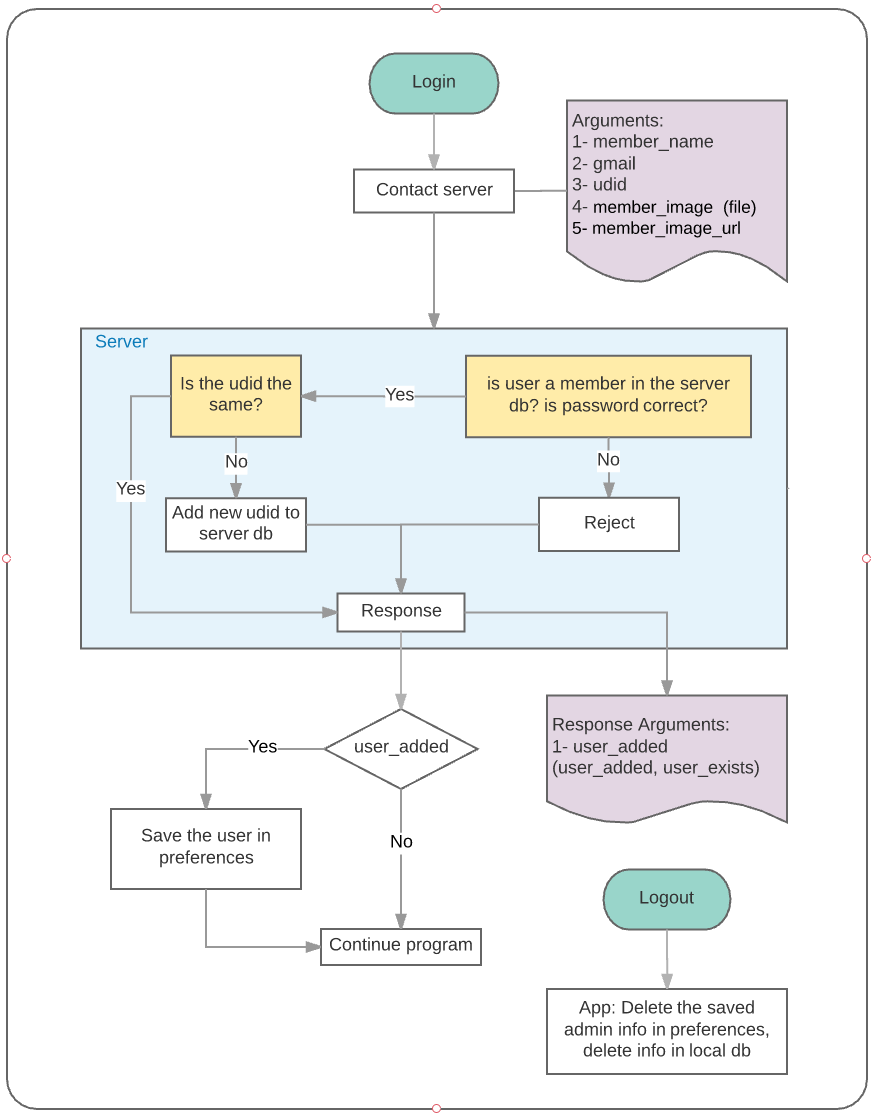 Login
Arguments:
1- member_name
2- gmail
3- udid
4- member_image  (file)
5- member_image_url
Contact server
Server
Is the udid the
same?
Yes
is user a member in the server
db? is password correct?
No
No
Yes
Add new udid to
server db
Reject
Response
Response Arguments:
1- user_added
(user_added, user_exists)
user_added
Yes
Save the user in
preferences
No
Continue program
Logout
App: Delete the saved
admin info in preferences,
delete info in local db